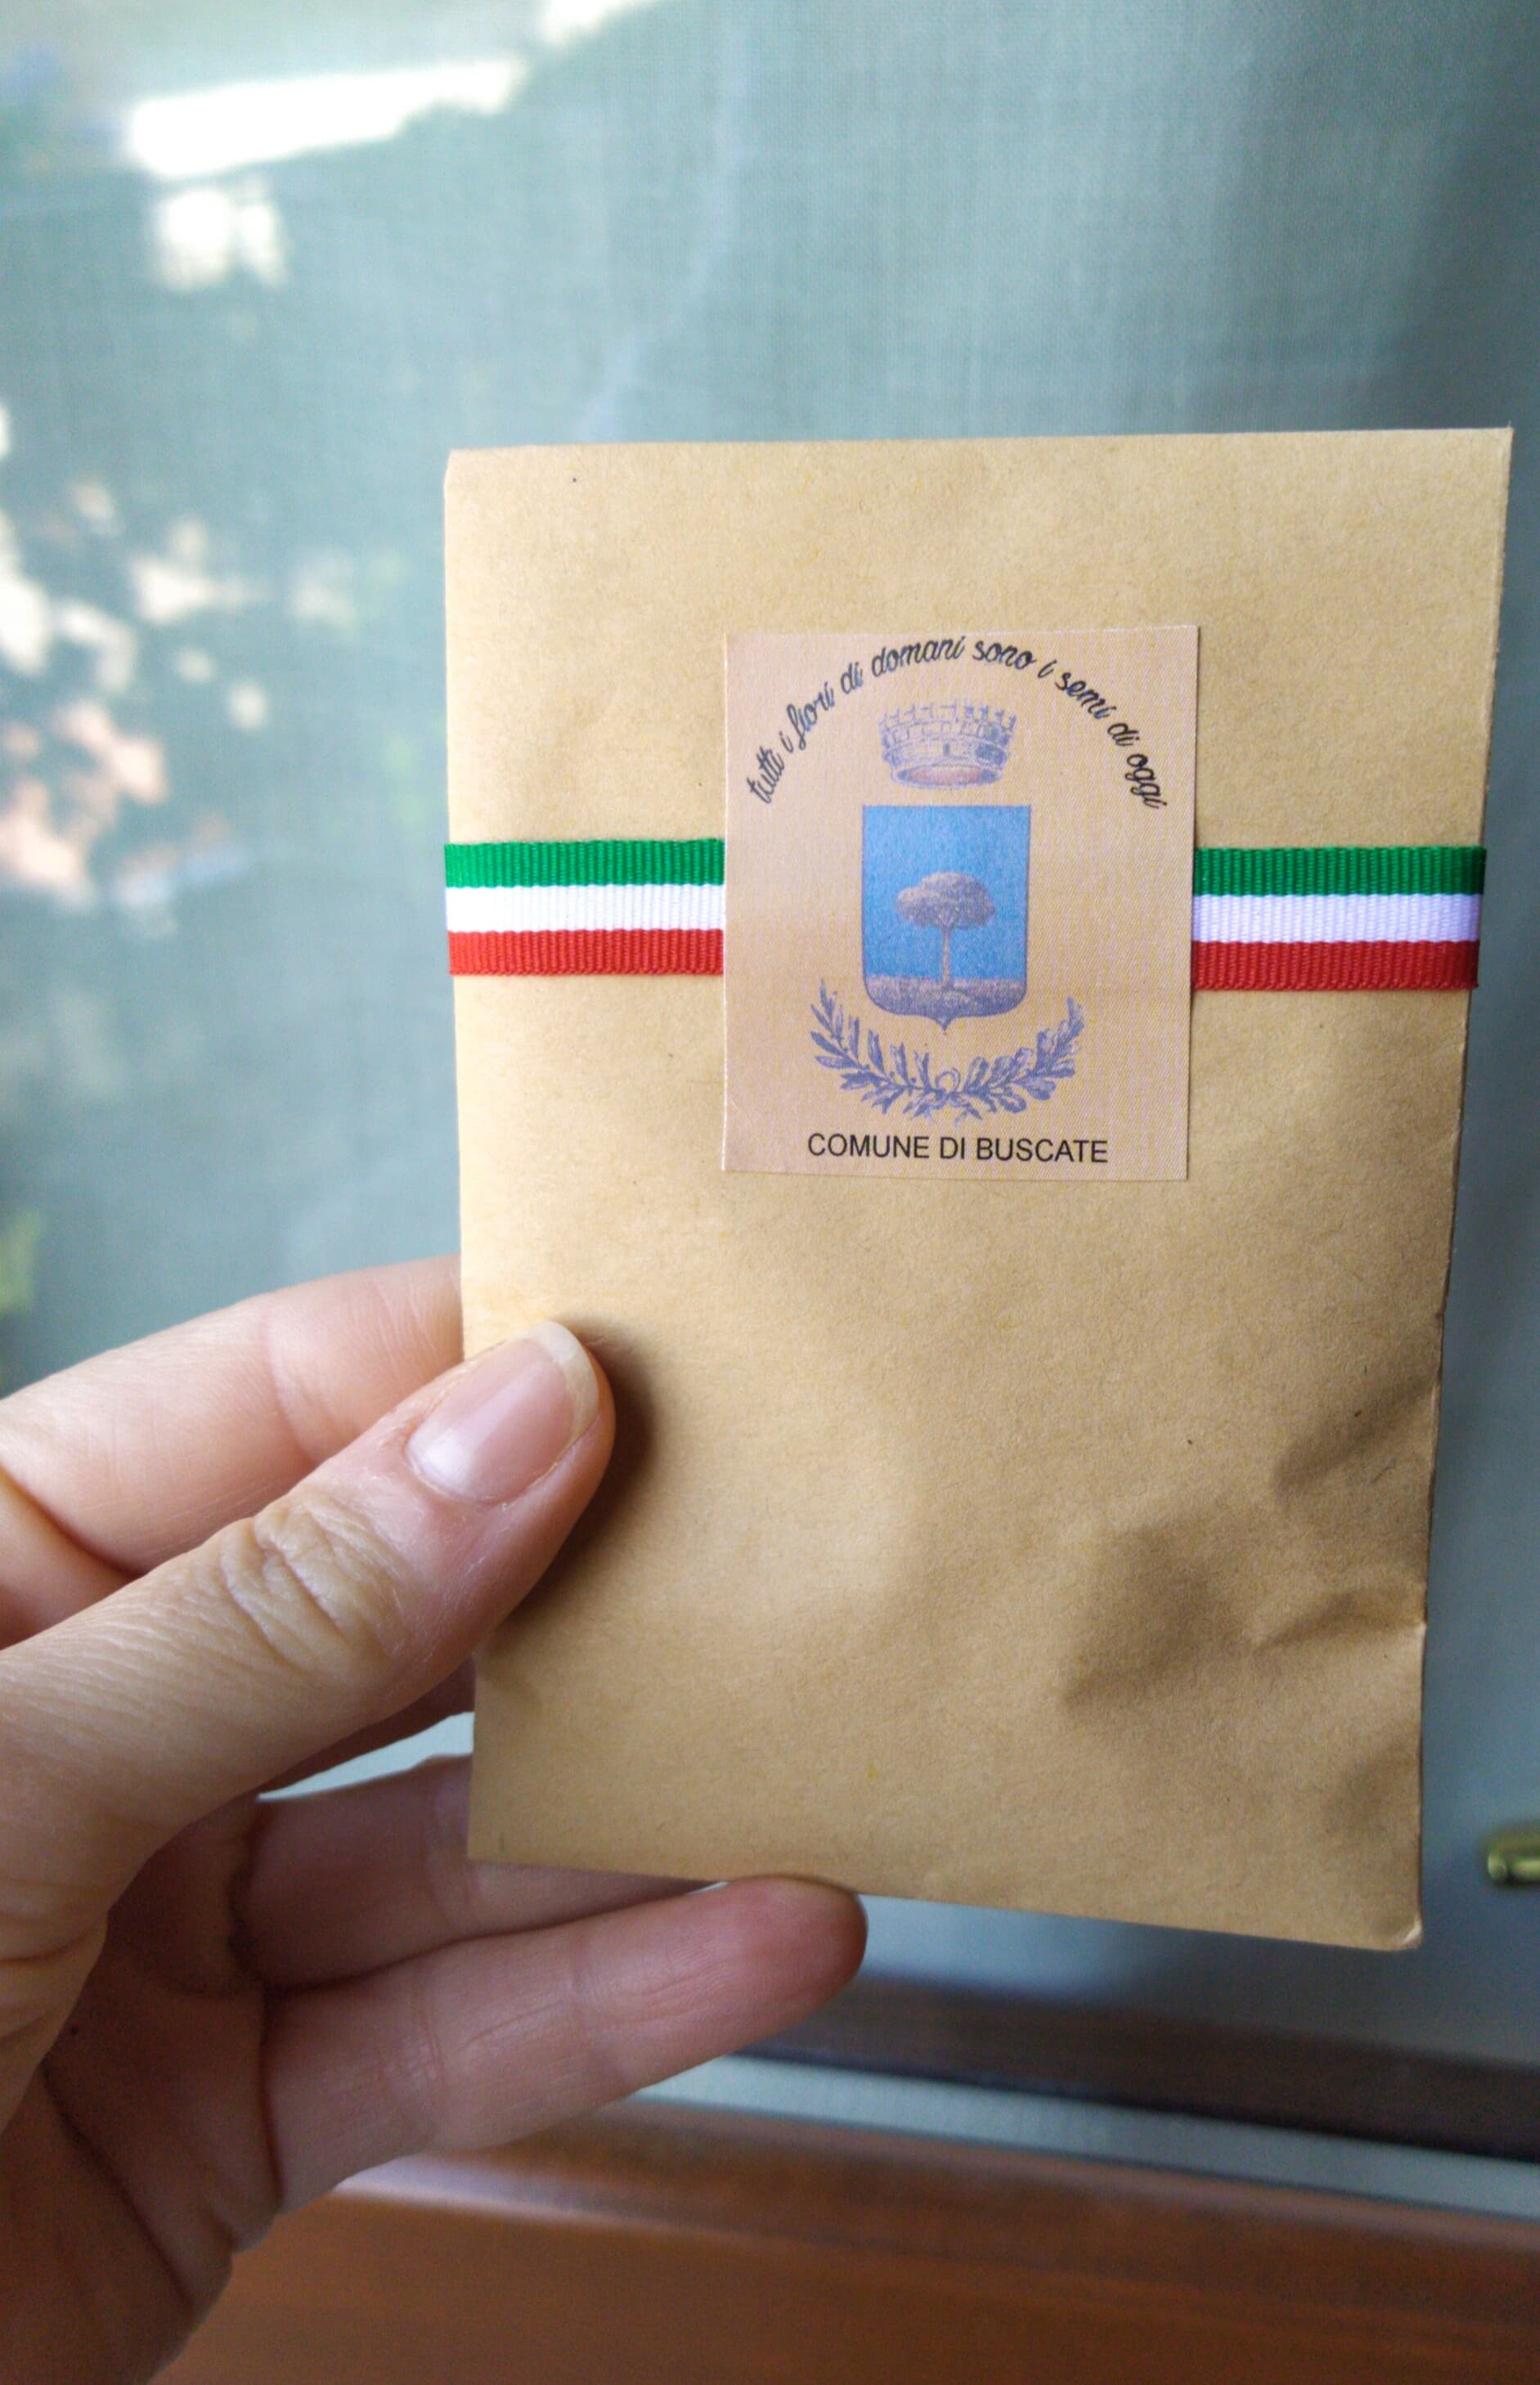 tutti i fiori di domani sono i semi di oggi
COMUNE DI BUSCATE